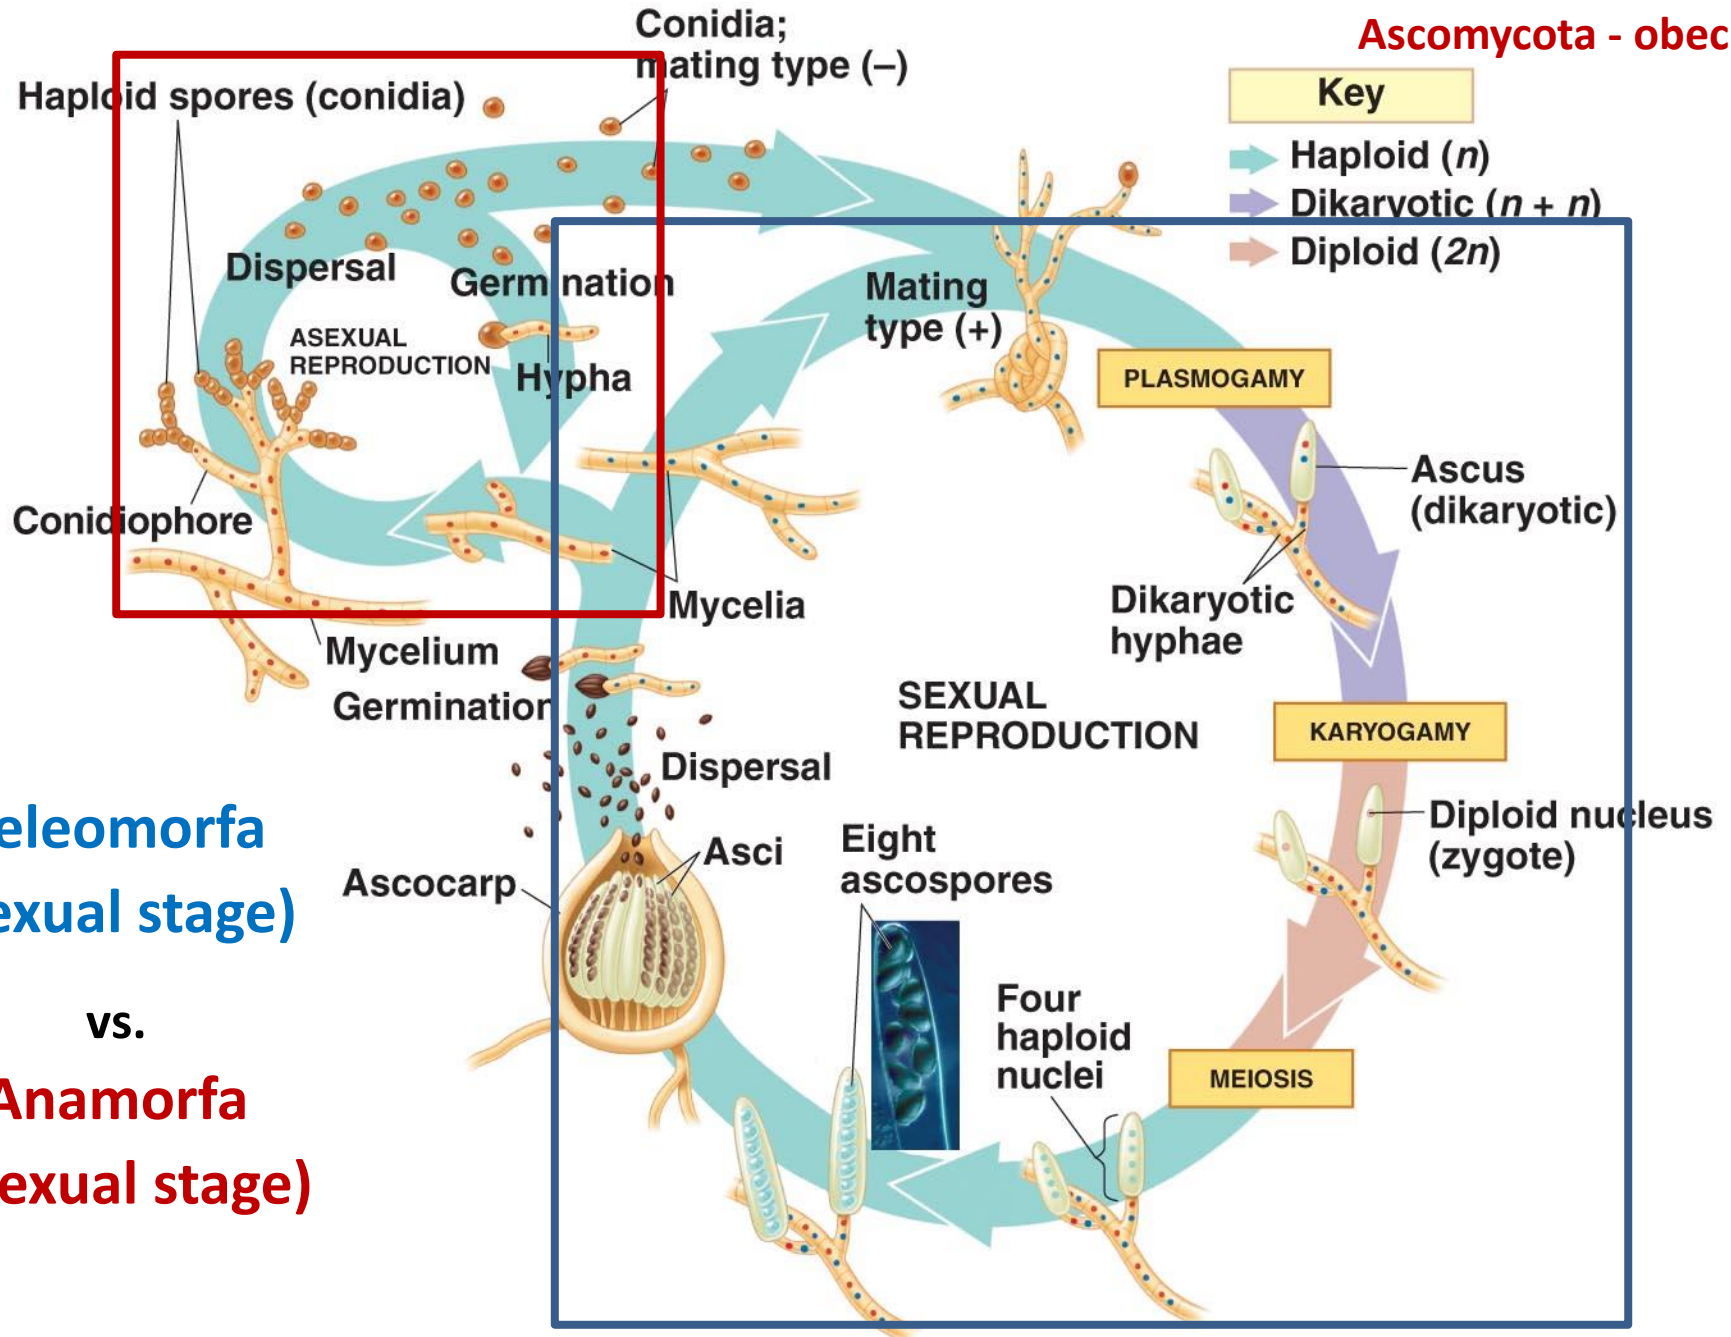 Ascomycota - obec
Conidia;
mating type (–)
Haploid spores (conidia)
Key
Haploid (n)
Dikaryotic (n + n)
Diploid (2n)
Dispersal
Germination
ASEXUAL
REPRODUCTION
Hypha
Mating
type (+)
PLASMOGAMY
Conidiophore
Ascus
(dikaryotic)
Mycelia
Dikaryotic
hyphae
Mycelium
Germination
SEXUAL
REPRODUCTION
KARYOGAMY
Dispersal
eleomorfa
exual stage)
vs.
Anamorfa
exual stage)
Asci
Ascocarp
Eight
ascospores
Diploid nucleus
(zygote)
Four
haploid
nuclei
MEIOSIS